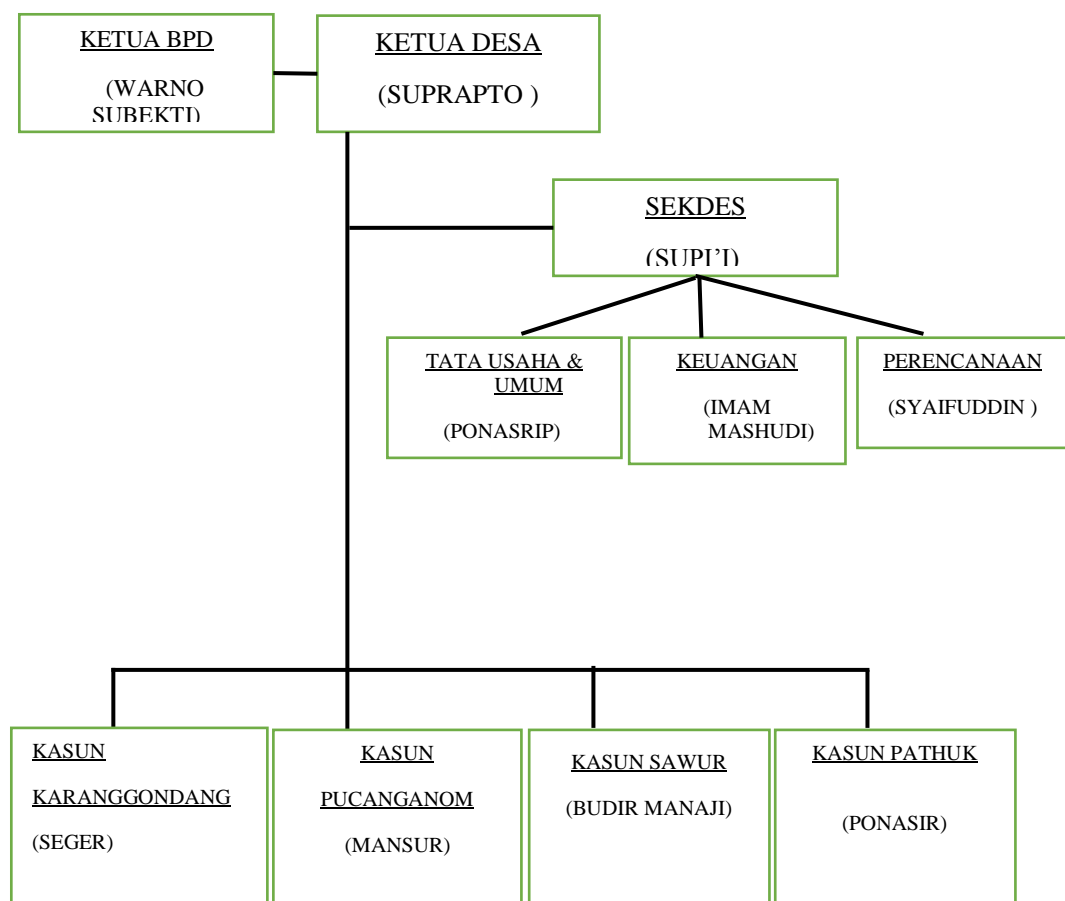 KETUA BPD
(WARNO
SUBEKTI)
KETUA DESA
(SUPRAPTO )
SEKDES
(SUPI’I)
TATA USAHA &
UMUM
(PONASRIP)
KEUANGAN
(IMAM
MASHUDI)
PERENCANAAN
(SYAIFUDDIN )
KASUN
KARANGGONDANG
(SEGER)
KASUN
PUCANGANOM
(MANSUR)
KASUN SAWUR
(BUDIR MANAJI)
KASUN PATHUK
(PONASIR)